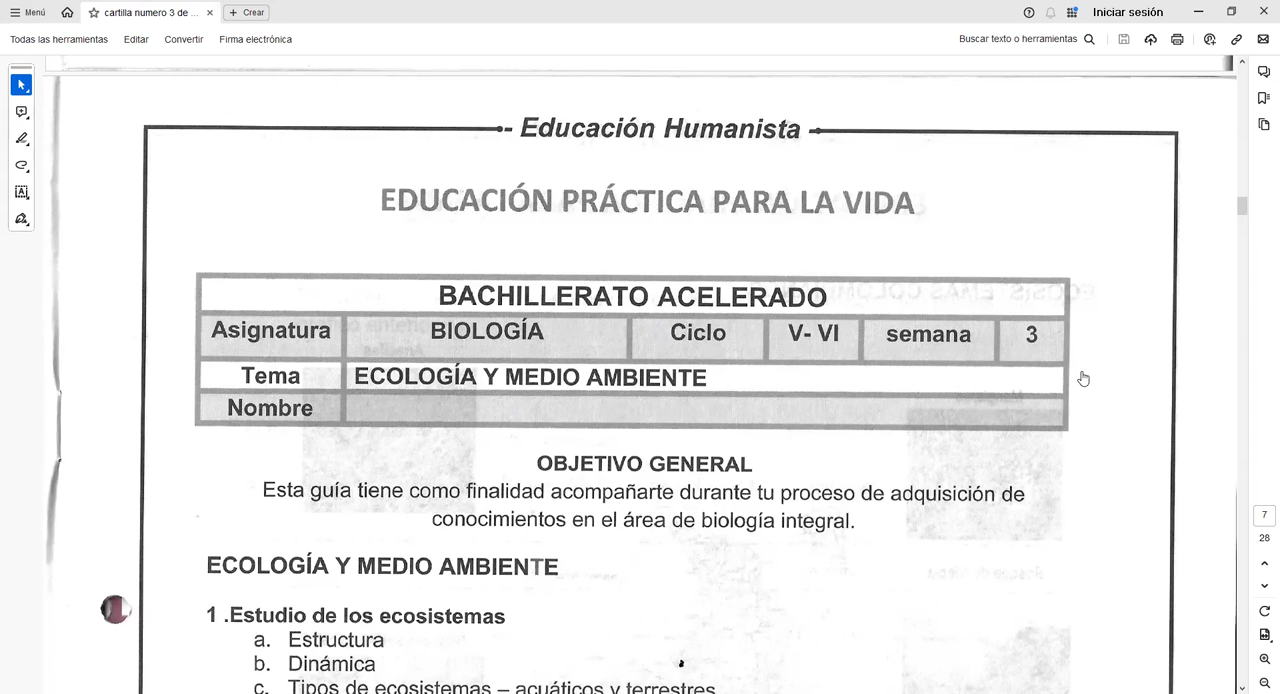 Menú
cartilla numero 3 de ...
Crear
Iniciar sesión
Todas las herramientas Editar Convertir Firma electrónica
Buscar texto o herramientas
Educación Humanista
EDUCACIÓN PRÁCTICA PARA LA VIDA
BACHILLERATO ACELERADO
Asignatura BIOLOGÍA Ciclo V- VI semana 3
Tema ECOLOGÍA Y MEDIO AMBIENTE
Nombre
OBJETIVO GENERAL
Esta guía tiene como finalidad acompañarte durante tu proceso de adquisición de
conocimientos en el área de biología integral.
ECOLOGÍA Y MEDIO AMBIENTE
1 .Estudio de los ecosistemas
a. Estructura
b. Dinámica
c. Tipos de ecosistemas – acuáticos y terrestres
7
28